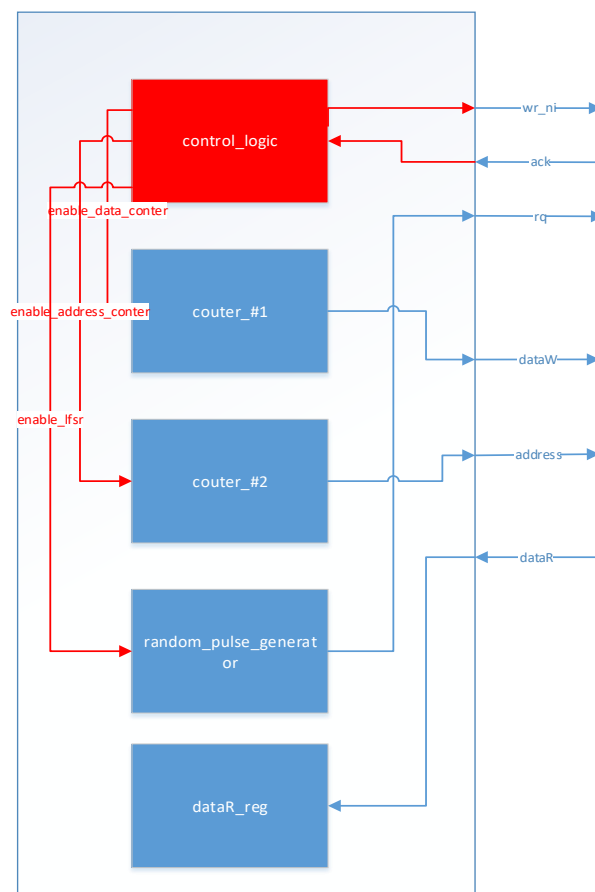 wr_ni
control_logic
ack
enable_data_conter
rq
enable_address_conter
couter_#1
dataW
enable_lfsr
couter_#2
address
dataR
random_pulse_generat
or
dataR_reg